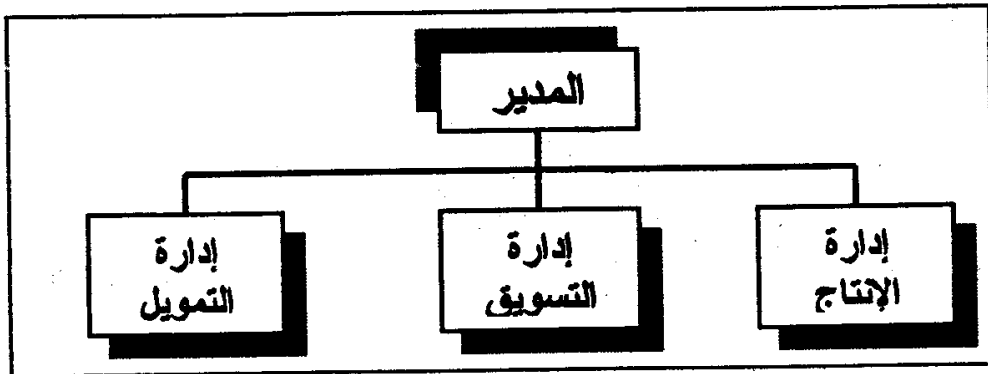 المدير
إدارة
الإنتاج
إدارة
التسويق
إدارة
التمويل